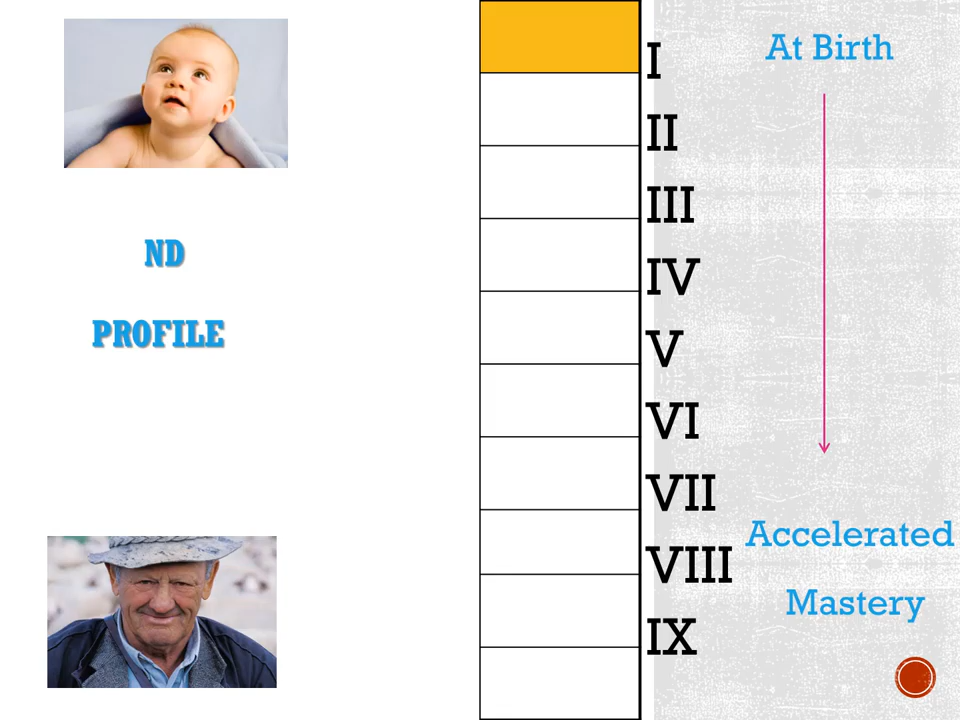 ND
PROFILE
I
II
III
IV
V
VI
VII
VIII
IX
At Birth
Accelerated
Mastery